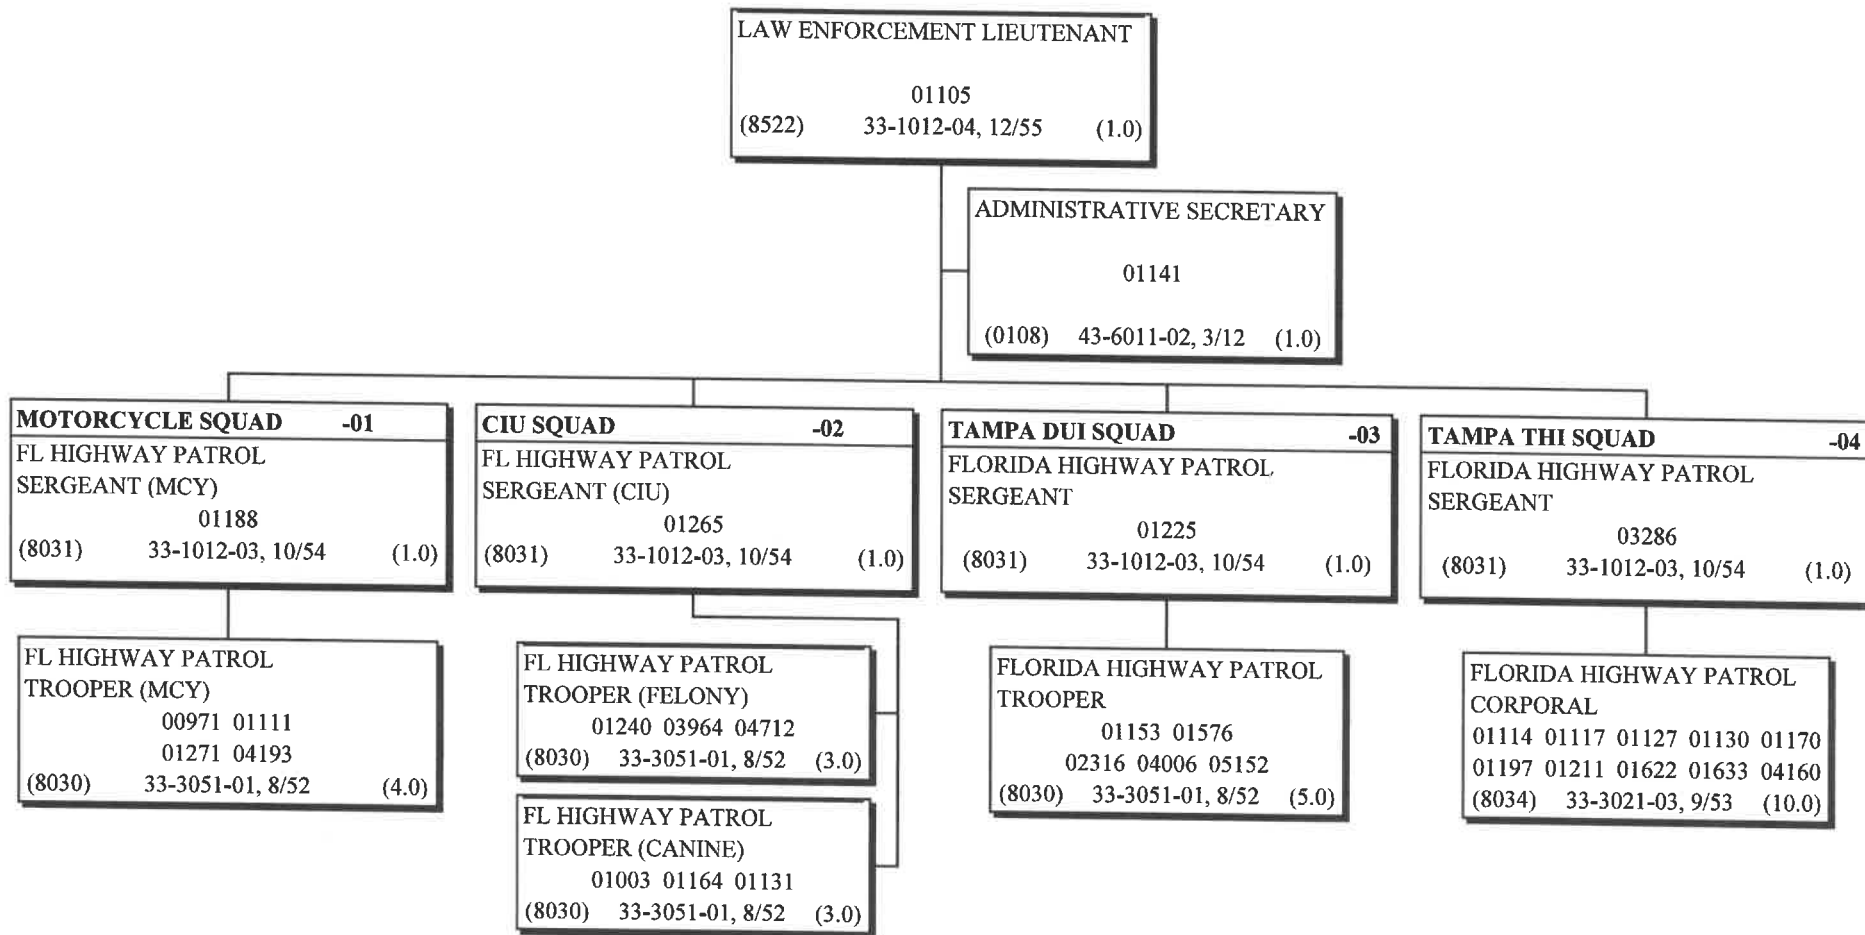 LAW ENFORCEMENT LIEUTENANT
01105
(8522) 33-1012-04, 12/55 (1.0)
ADMINISTRATIVE SECRETARY
01141
(0108) 43-6011-02, 3/12 (1.0)
MOTORCYCLE SQUAD -01
FL HIGHWAY PATROL
SERGEANT (MCY)
01188
(8031) 33-1012-03, 10/54 (1.0)
FL HIGHWAY PATROL
TROOPER (MCY)
00971 01111
01271 04193
(8030) 33-3051-01, 8/52 (4.0)
CIU SQUAD -02
FL HIGHWAY PATROL
SERGEANT (CIU)
01265
(8031) 33-1012-03, 10/54 (1.0)
FL HIGHWAY PATROL
TROOPER (FELONY)
01240 03964 04712
(8030) 33-3051-01, 8/52 (3.0)
FL HIGHWAY PATROL
TROOPER (CANINE)
01003 01164 01131
(8030) 33-3051-01, 8/52 (3.0)
TAMPA DUI SQUAD -03
FLORIDA HIGHWAY PATROL
SERGEANT
01225
(8031) 33-1012-03, 10/54 (1.0)
FLORIDA HIGHWAY PATROL
TROOPER
01153 01576
02316 04006 05152
(8030) 33-3051-01, 8/52 (5.0)
TAMPA THI SQUAD -04
FLORIDA HIGHWAY PATROL
SERGEANT
03286
(8031) 33-1012-03, 10/54 (1.0)
FLORIDA HIGHWAY PATROL
CORPORAL
01114 01117 01127 01130 01170
01197 01211 01622 01633 04160
(8034) 33-3021-03, 9/53 (10.0)